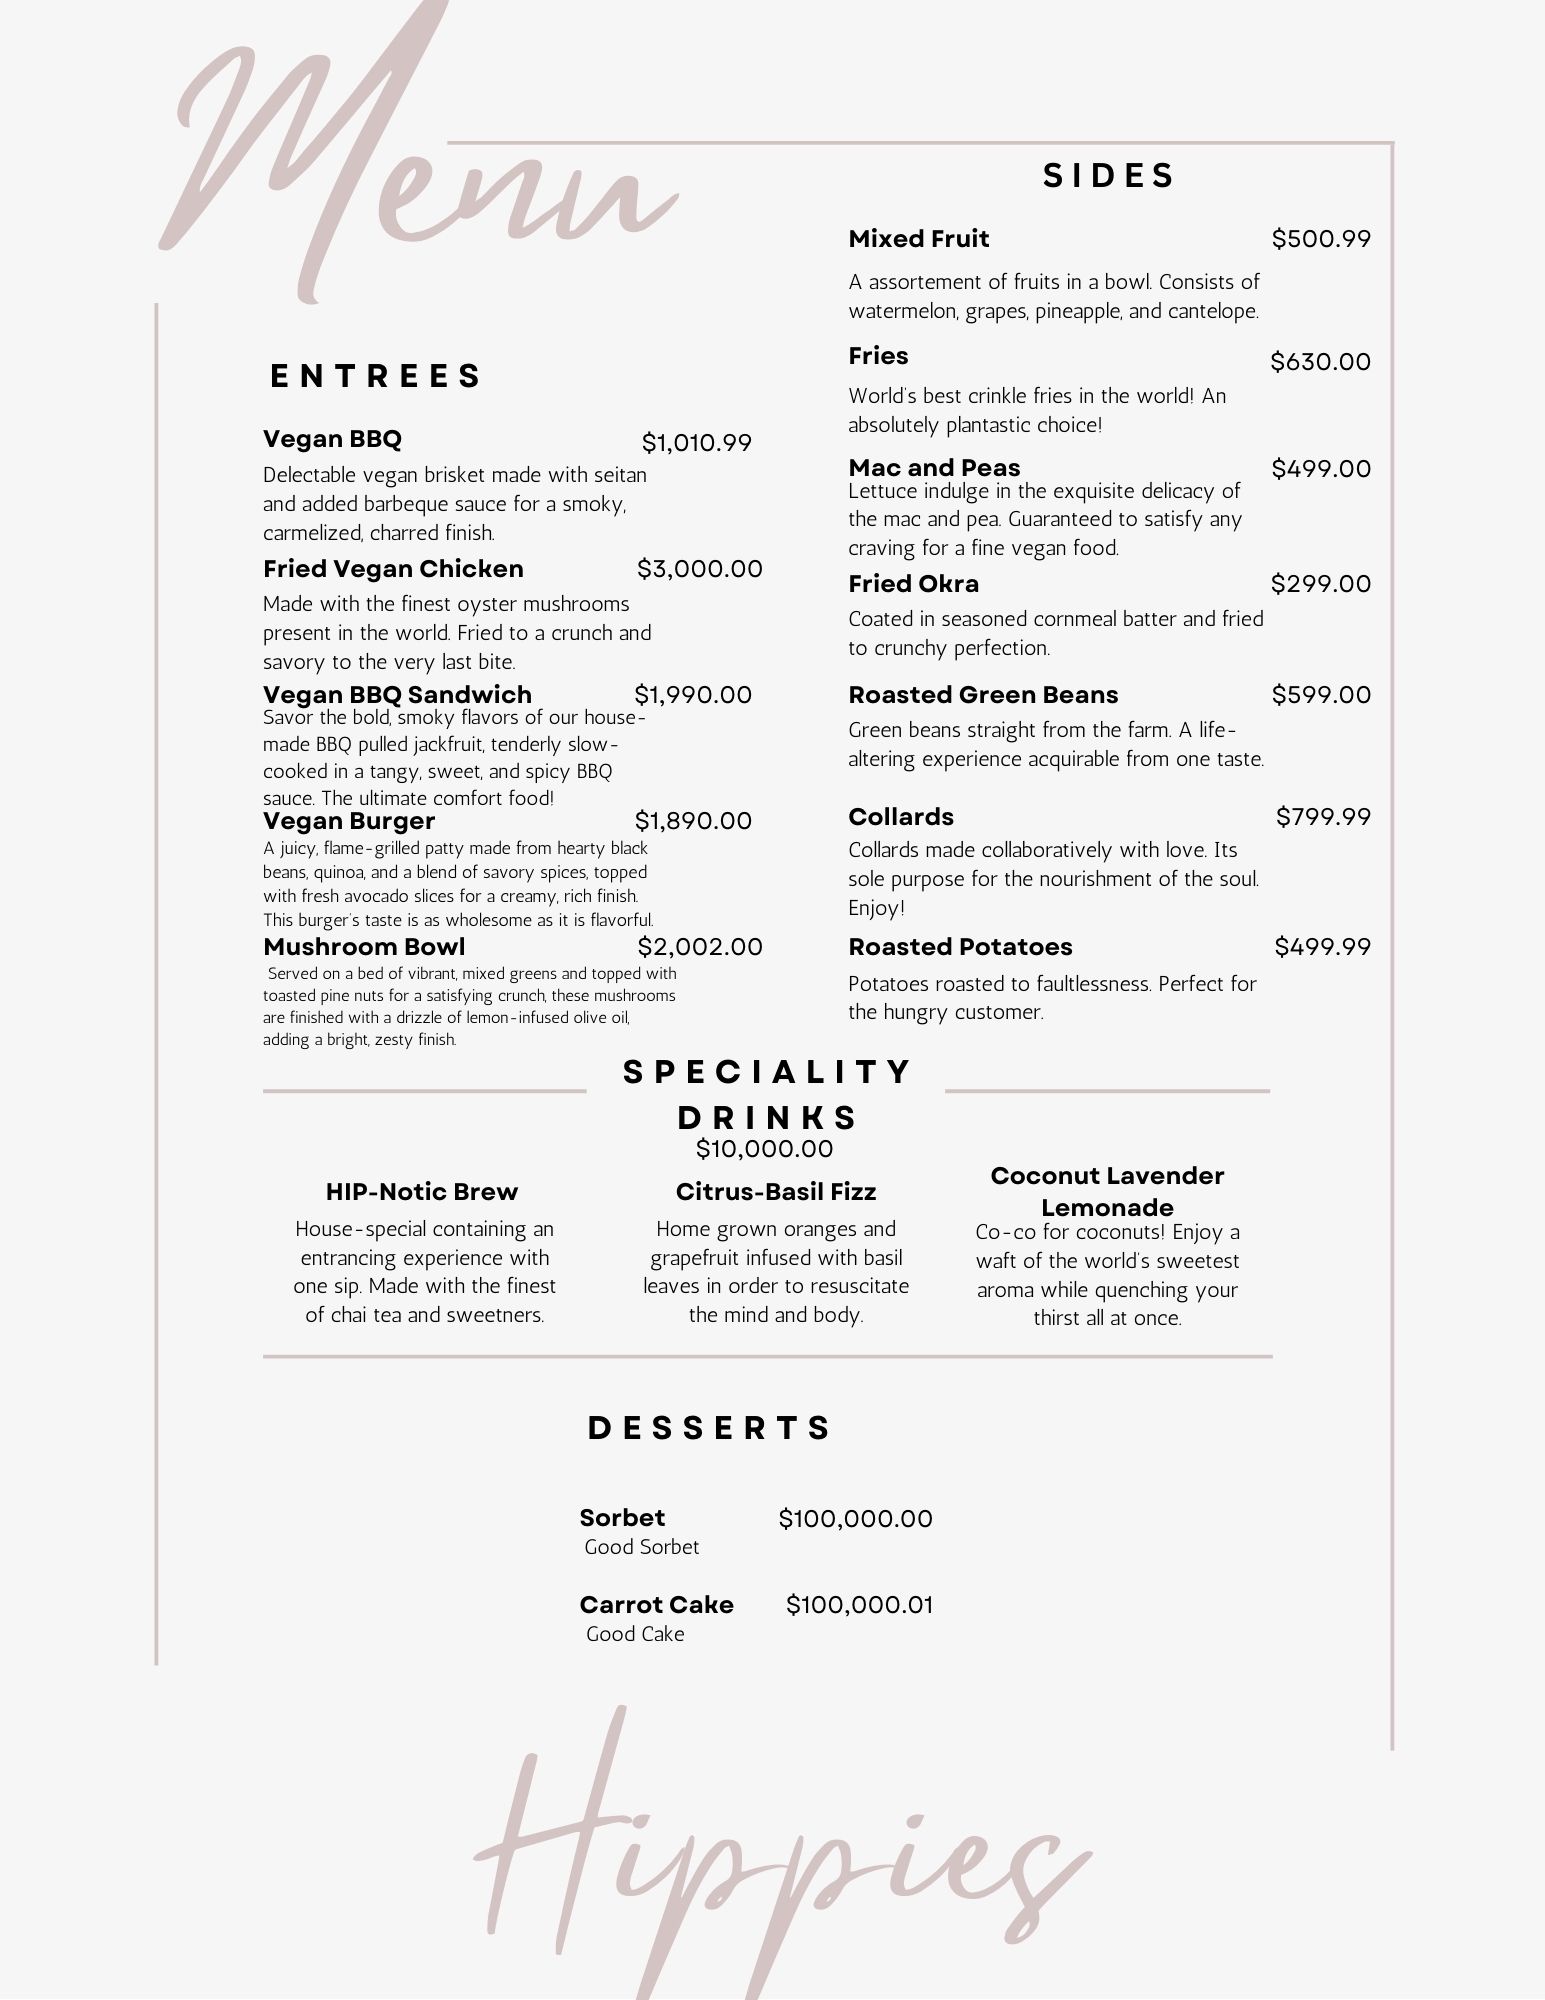 Menu
ENTREES
Vegan BBQ $1,010.99
Delectable vegan brisket made with seitan
and added barbeque sauce for a smoky,
carmelized, charred finish.
Fried Vegan Chicken $3,000.00
Made with the finest oyster mushrooms
present in the world. Fried to a crunch and
savory to the very last bite.
Vegan BBQ Sandwich $1,990.00
Savor the bold, smoky flavors of our house-
made BBQ pulled jackfruit, tenderly slow-
cooked in a tangy, sweet, and spicy BBQ
sauce. The ultimate comfort food!
Vegan Burger $1,890.00
A juicy, flame-grilled patty made from hearty black
beans, quinoa, and a blend of savory spices, topped
with fresh avocado slices for a creamy, rich finish.
This burger's taste is as wholesome as it is flavorful.
Mushroom Bowl $2,002.00
Served on a bed of vibrant, mixed greens and topped with
toasted pine nuts for a satisfying crunch, these mushrooms
are finished with a drizzle of lemon-infused olive oil,
adding a bright, zesty finish.
SIDES
Mixed Fruit $500.99
A assortement of fruits in a bowl. Consists of
watermelon, grapes, pineapple, and cantelope.
Fries $630.00
World's best crinkle fries in the world! An
absolutely plantastic choice!
Mac and Peas $499.00
Lettuce indulge in the exquisite delicacy of
the mac and pea. Guaranteed to satisfy any
craving for a fine vegan food.
Fried Okra $299.00
Coated in seasoned cornmeal batter and fried
to crunchy perfection.
Roasted Green Beans $599.00
Green beans straight from the farm. A life-
altering experience acquirable from one taste.
Collards $799.99
Collards made collaboratively with love. Its
sole purpose for the nourishment of the soul.
Enjoy!
Roasted Potatoes $499.99
Potatoes roasted to faultlessness. Perfect for
the hungry customer.
SPECIALITY
DRINKS
$10,000.00
HIP-Notic Brew
House-special containing an
entrancing experience with
one sip. Made with the finest
of chai tea and sweetners.
Citrus-Basil Fizz
Home grown oranges and
grapefruit infused with basil
leaves in order to resuscitate
the mind and body.
Coconut Lavender
Lemonade
Co-co for coconuts! Enjoy a
waft of the world's sweetest
aroma while quenching your
thirst all at once.
DESSERTS
Sorbet $100,000.00
Good Sorbet
Carrot Cake $100,000.01
Good Cake
Hippies